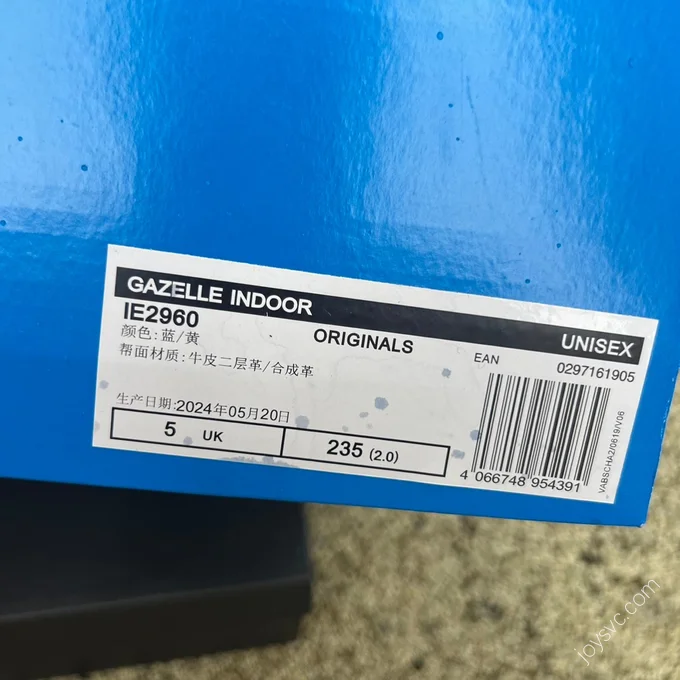 GAZELLE INDOOR
UNISEX
IE2960
ORIGINALS
颜色:蓝/黄
EAN 0297161905
帮面材质:牛皮二层革/合成革
生产日期:2024年05月20日
5 UK
235 (2.0)
4 066748 954391
VABSCHA2/0619/V06
joysvc.com